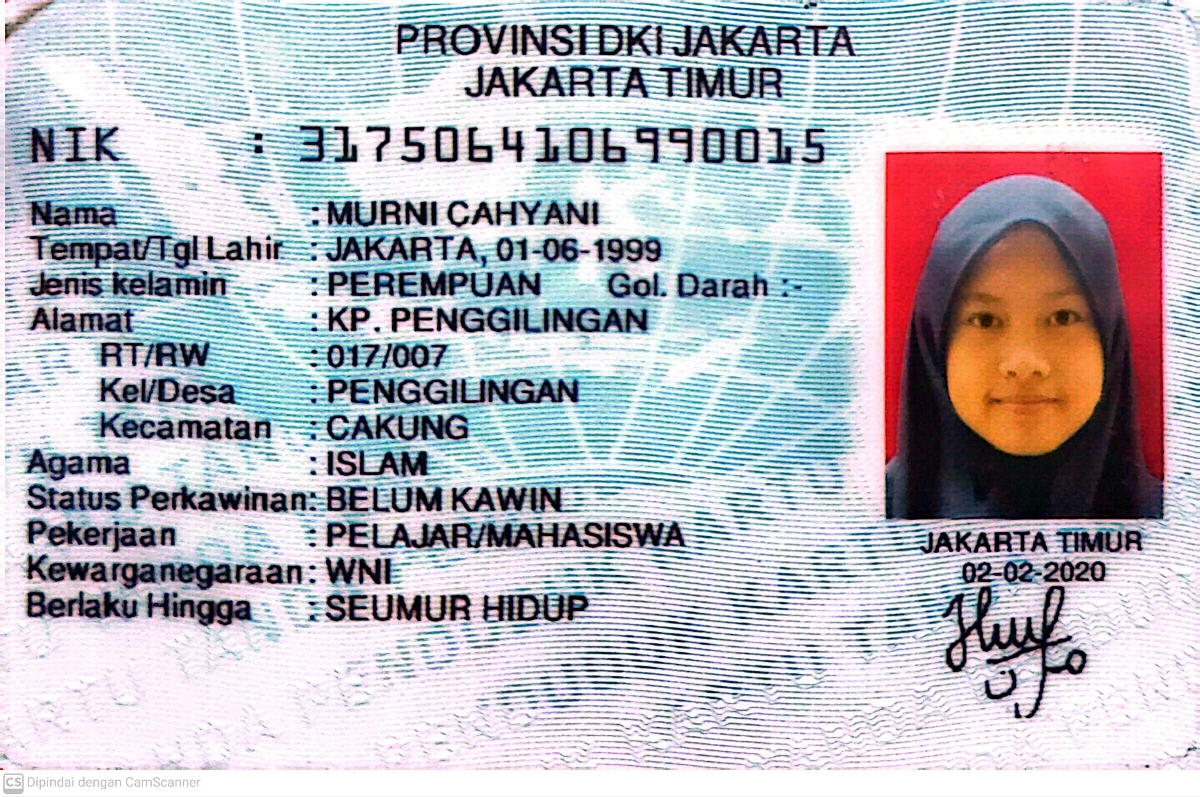 PROVINSI DKI JAKARTA
JAKARTA TIMUR
NIK : 3175064106990015
Nama : MURNI CAHYANI
Tempat/Tgl Lahir : JAKARTA, 01-06-1999
Jenis kelamin : PEREMPUAN Gol. Darah :-
Alamat : KP. PENGGILINGAN
RT/RW : 017/007
Kel/Desa : PENGGILINGAN
Kecamatan : CAKUNG
Agama : ISLAM
Status Perkawinan: BELUM KAWIN
Pekerjaan : PELAJAR/MAHASISWA
Kewarganegaraan: WNI
Berlaku Hingga : SEUMUR HIDUP
JAKARTA TIMUR
02-02-2020
CS Dipindai dengan CamScanner